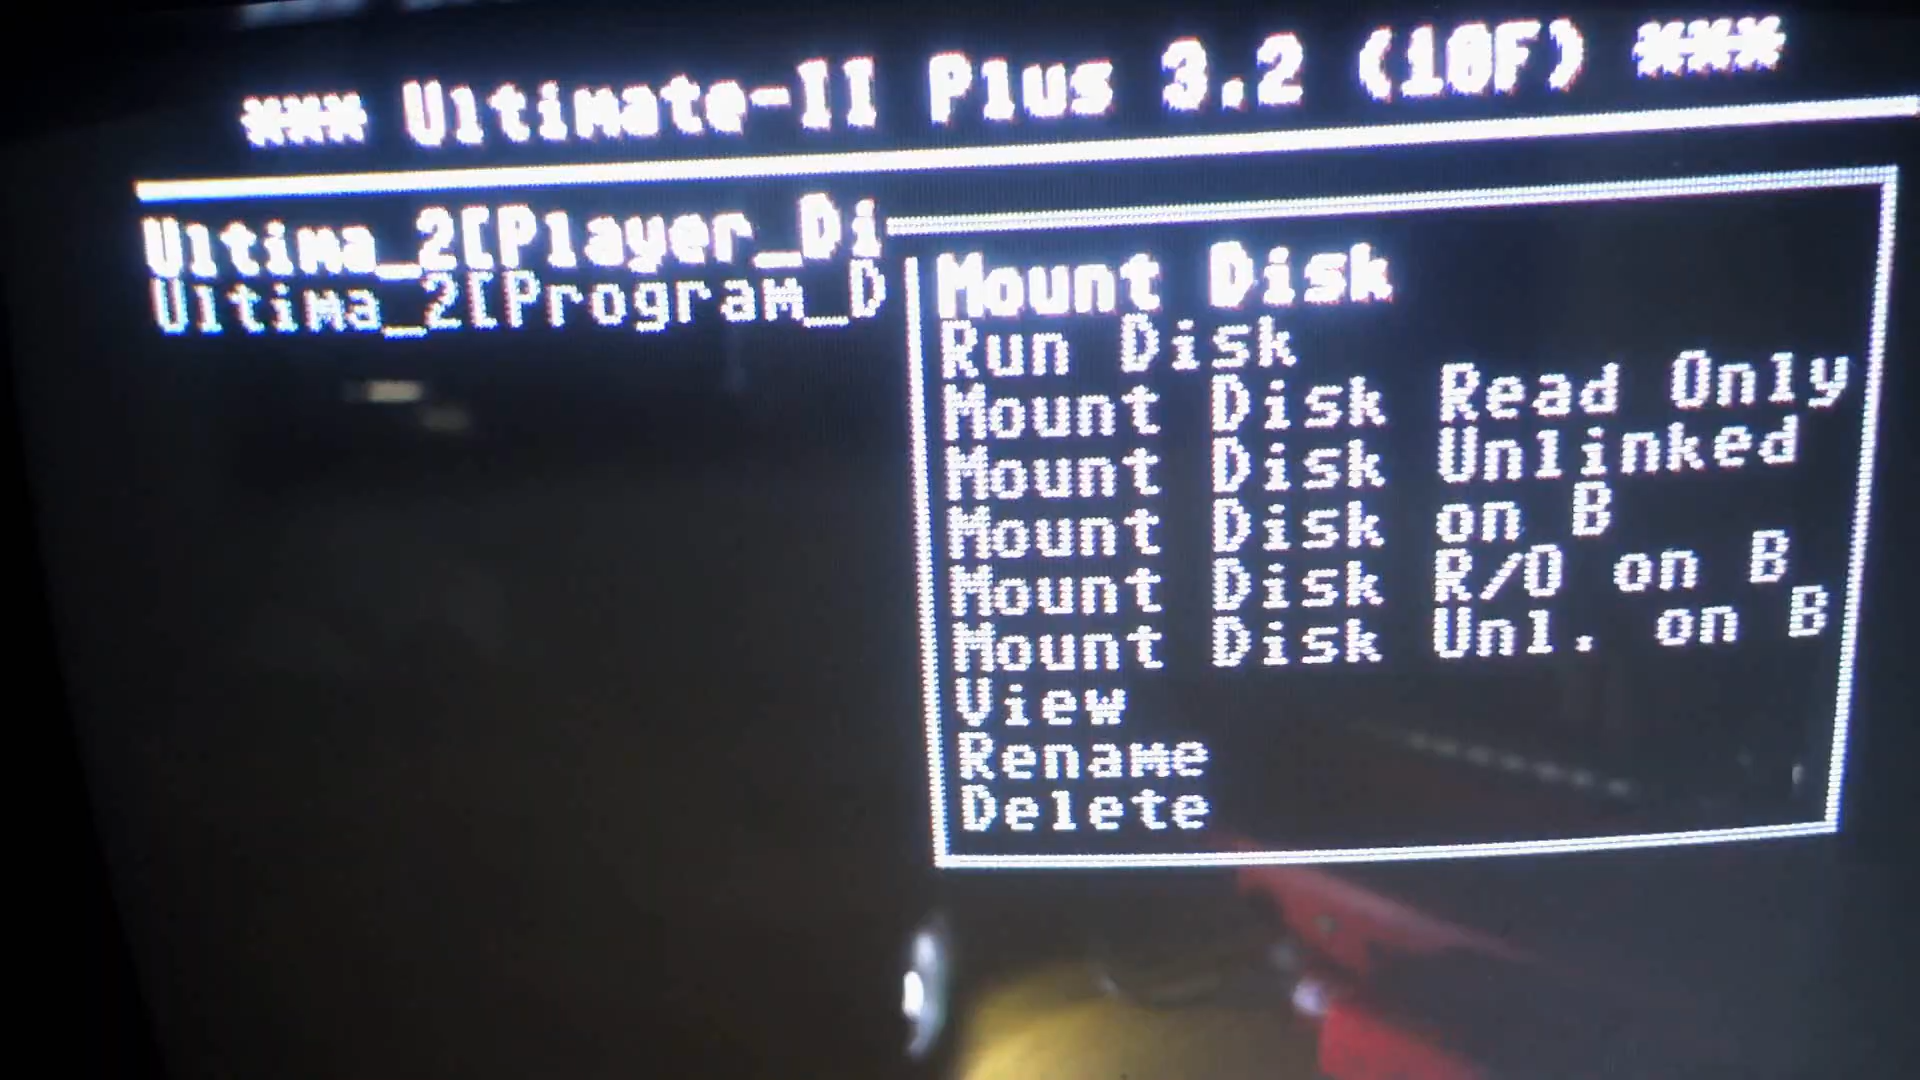 *** Ultimate-II Plus 3.2 (10F) ***
Ultima_2[Player_Di
Ultima_2[Program_D
Mount Disk
Run Disk
Mount Disk Read Only
Mount Disk Unlinked
Mount Disk on B
Mount Disk R/O on B
Mount Disk Unl. on B
View
Rename
Delete